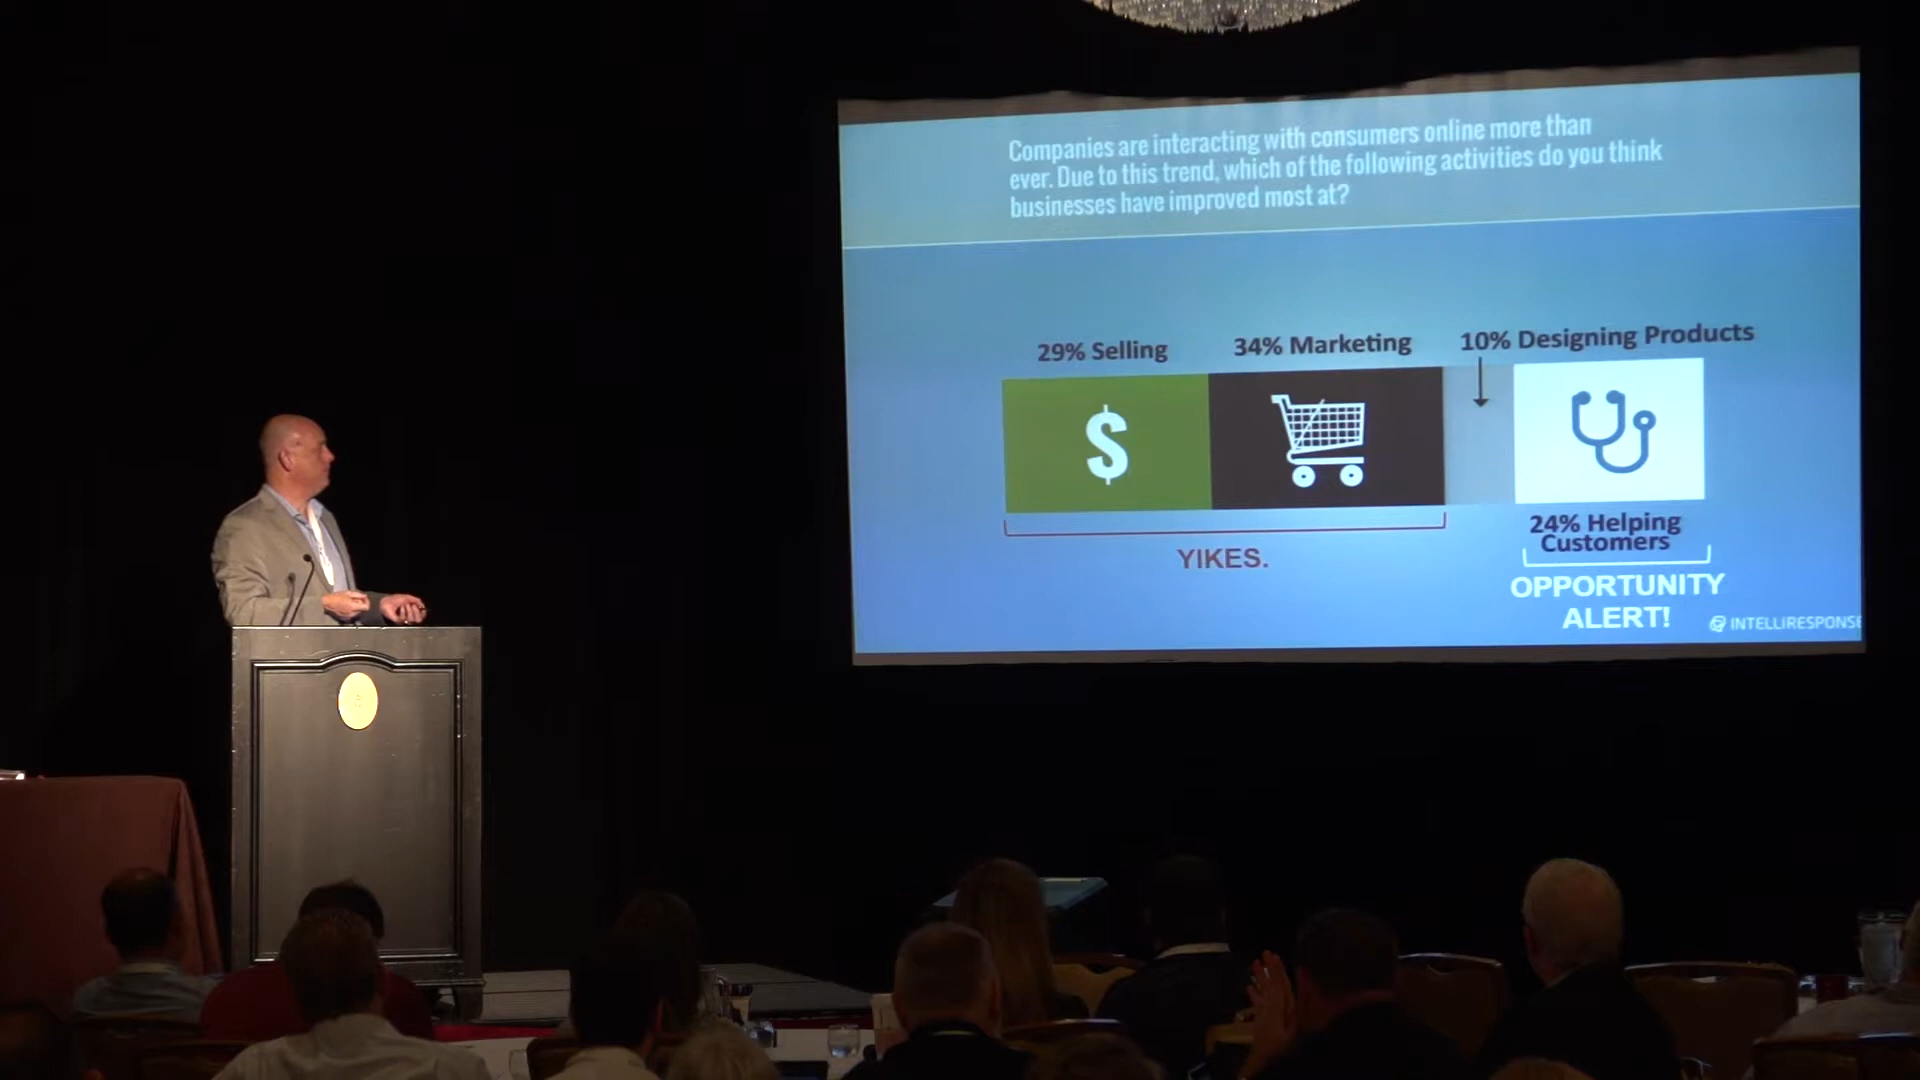 Companies are interacting with consumers online more than
ever. Due to this trend, which of the following activities do you think
businesses have improved most at?
29% Selling
34% Marketing
10% Designing Products
$
24% Helping
Customers
YIKES.
OPPORTUNITY
ALERT!
INTELLIRESPONSE